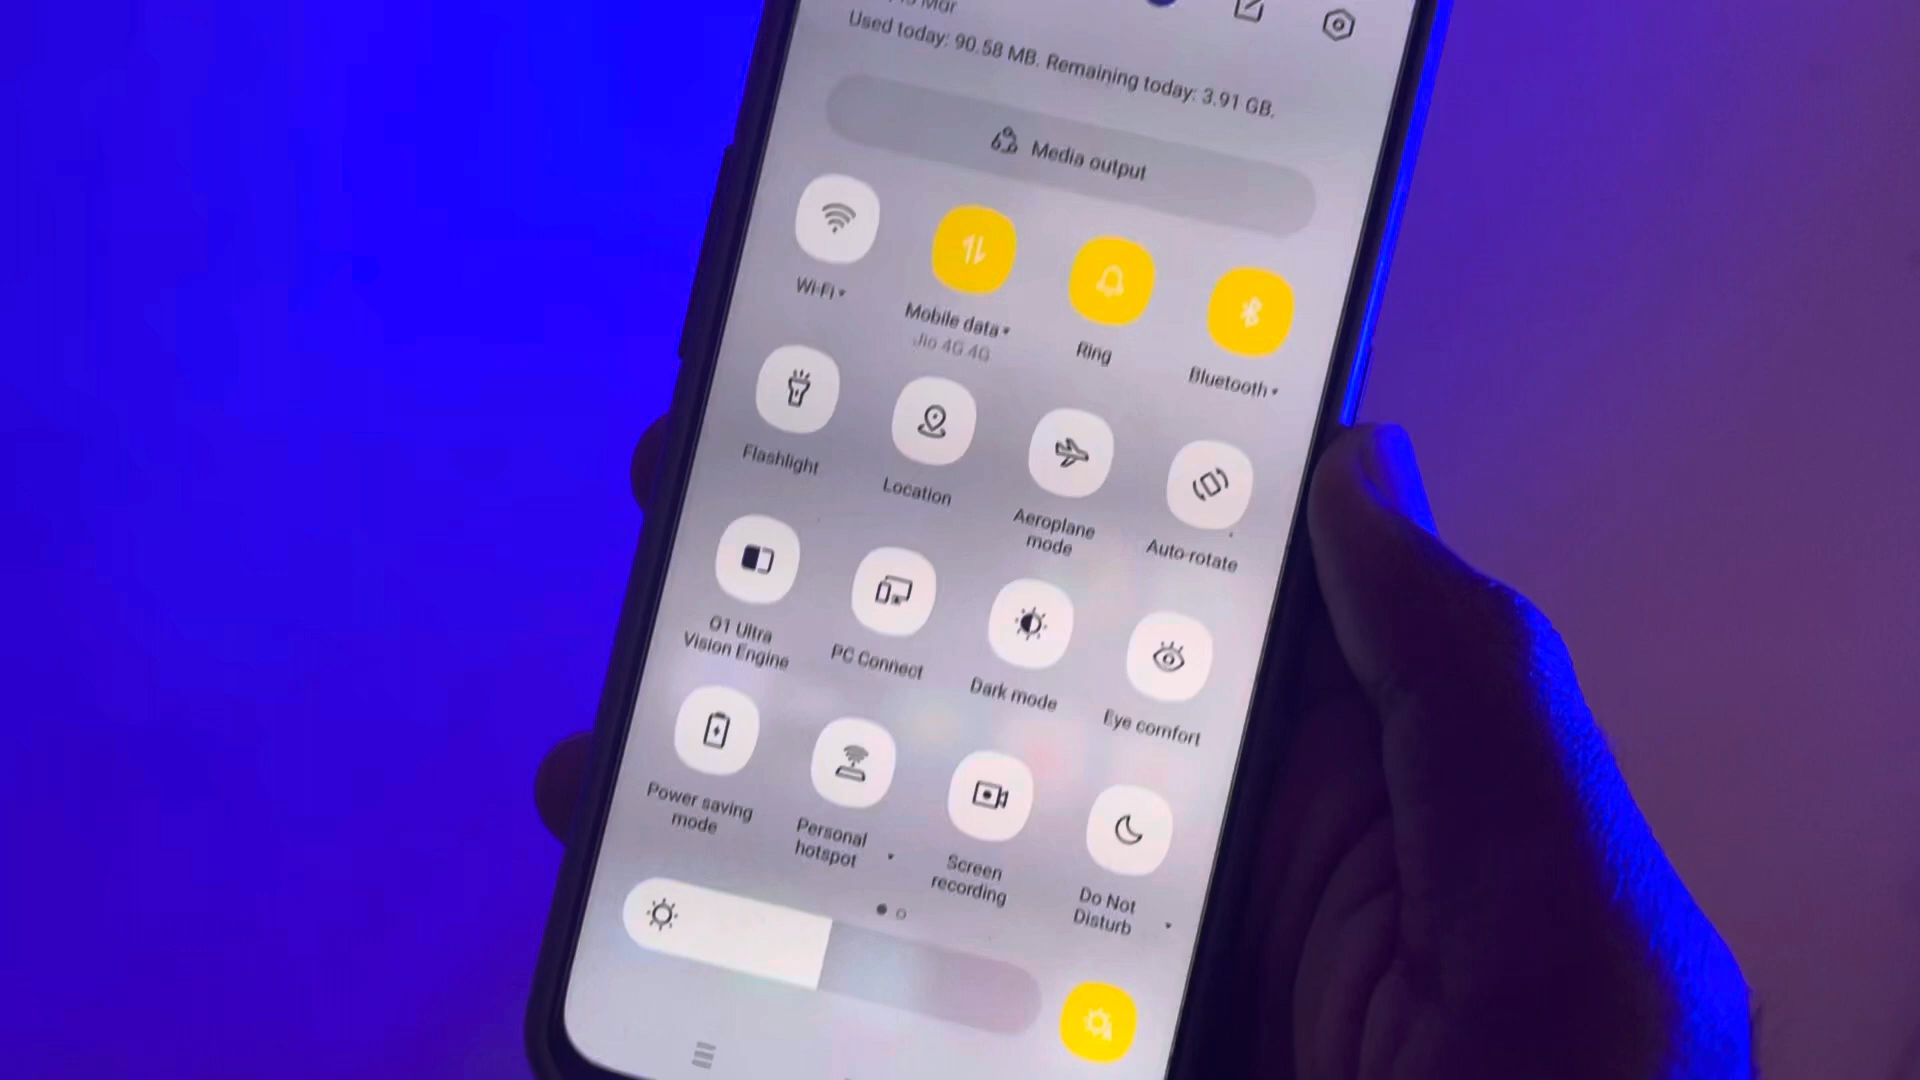 Mar
Used today: 90.58 MB. Remaining today: 3.91 GB.
Media output
Wi-Fi
Mobile data
Jio 4G 4G
Ring
Bluetooth
Flashlight
Location
Aeroplane
mode
Auto-rotate
O1 Ultra
Vision Engine
PC Connect
Dark mode
Eye comfort
Power saving
mode
Personal
hotspot
Screen
recording
Do Not
Disturb